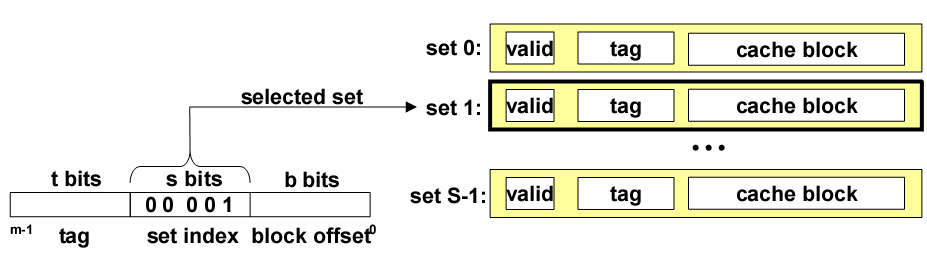 set 0: valid tag cache block
selected set
set 1: valid tag cache block
• • •
t bits s bits b bits
set S-1: valid tag cache block
0 0 0 0 1
m-1 tag set index block offset 0